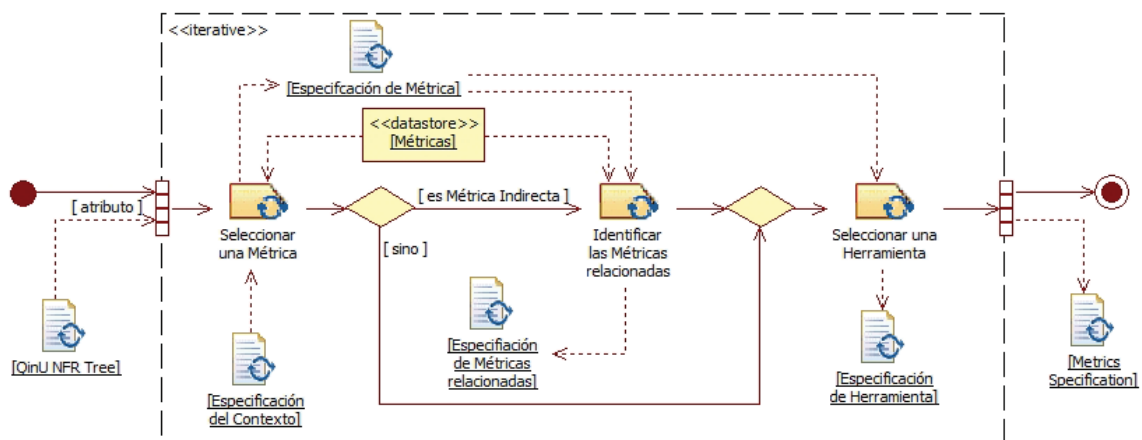 <<iterative>>
[Especifcación de Métrica]
<<datastore>>
[Métricas]
[ atributo ]
[ es Métrica Indirecta ]
Seleccionar
una Métrica
[ sino ]
Identificar
las Métricas
relacionadas
Seleccionar una
Herramienta
[QinU NFR Tree]
[Especificación
del Contexto]
[Especifiación
de Métricas
relacionadas]
[Especificación
de Herramienta]
[Metrics
Specification]